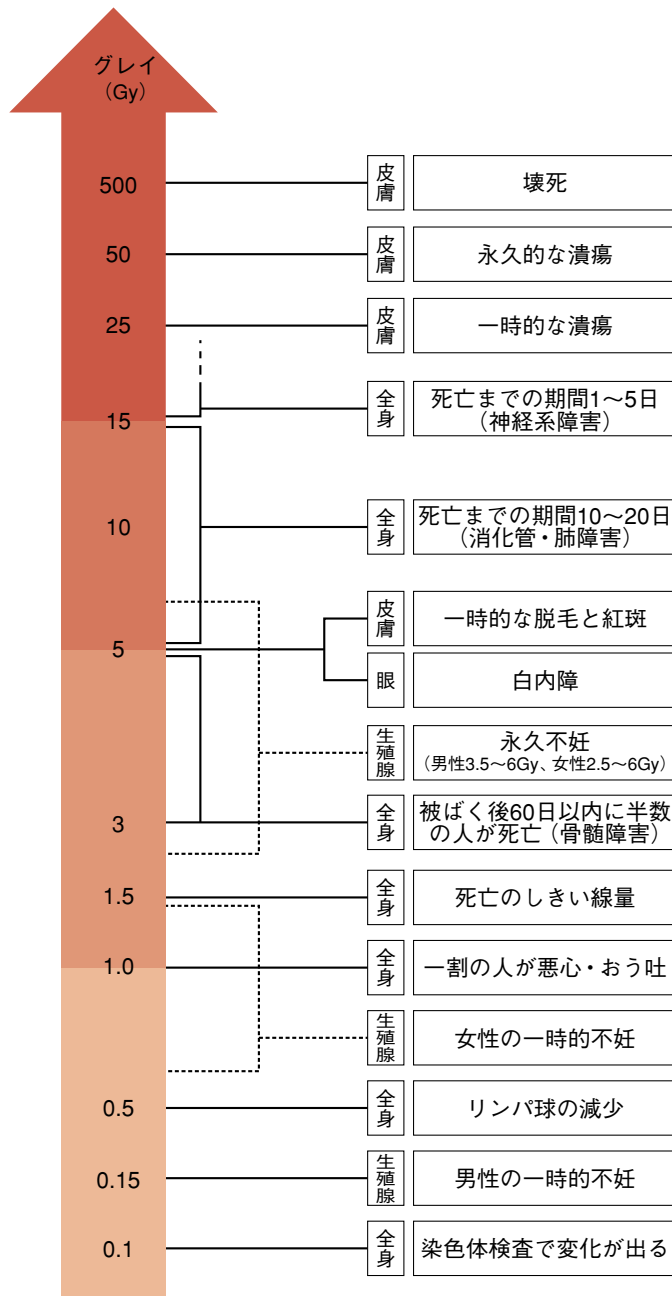 グレイ
(Gy)
500
皮膚
壊死
50
皮膚
永久的な潰瘍
25
皮膚
一時的な潰瘍
15
全身
死亡までの期間1〜5日
（神経系障害）
10
全身
死亡までの期間10〜20日
（消化管・肺障害）
5
皮膚
一時的な脱毛と紅斑
眼
白内障
生殖腺
永久不妊
（男性3.5〜6Gy、女性2.5〜6Gy）
3
全身
被ばく後60日以内に半数
の人が死亡（骨髄障害）
1.5
全身
死亡のしきい線量
1.0
全身
一割の人が悪心・おう吐
生殖腺
女性の一時的不妊
0.5
全身
リンパ球の減少
0.15
生殖腺
男性の一時的不妊
0.1
全身
染色体検査で変化が出る